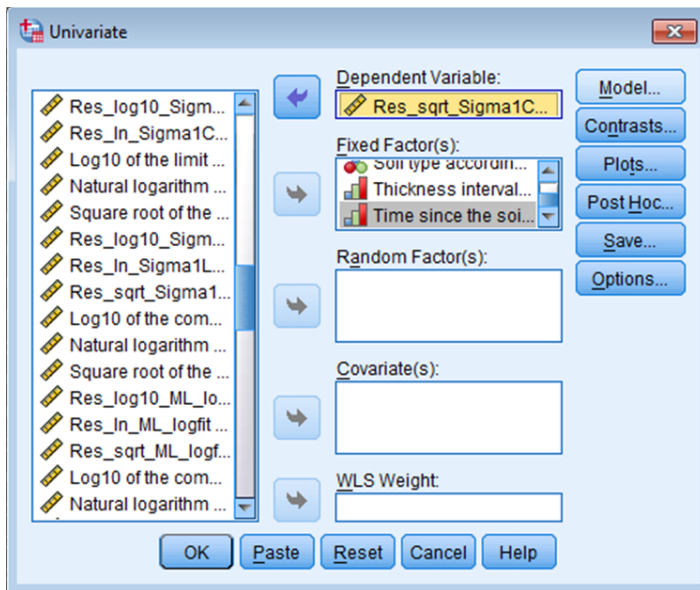 Univariate
Res_log10_Sigm...
Res_ln_Sigma1C...
Log10 of the limit ...
Natural logarithm ...
Square root of the ...
Res_log10_Sigm...
Res_ln_Sigma1L...
Res_sqrt_Sigma1...
Log10 of the com...
Natural logarithm ...
Square root of the ...
Res_log10_ML_lo...
Res_ln_ML_logfit ...
Res_sqrt_ML_logf...
Log10 of the com...
Natural logarithm ...
Dependent Variable:
Res_sqrt_Sigma1C...
Fixed Factor(s):
Soil type accordin...
Thickness interval...
Time since the soi...
Random Factor(s):
Covariate(s):
WLS Weight:
Model...
Contrasts...
Plots...
Post Hoc...
Save...
Options...
OK
Paste
Reset
Cancel
Help